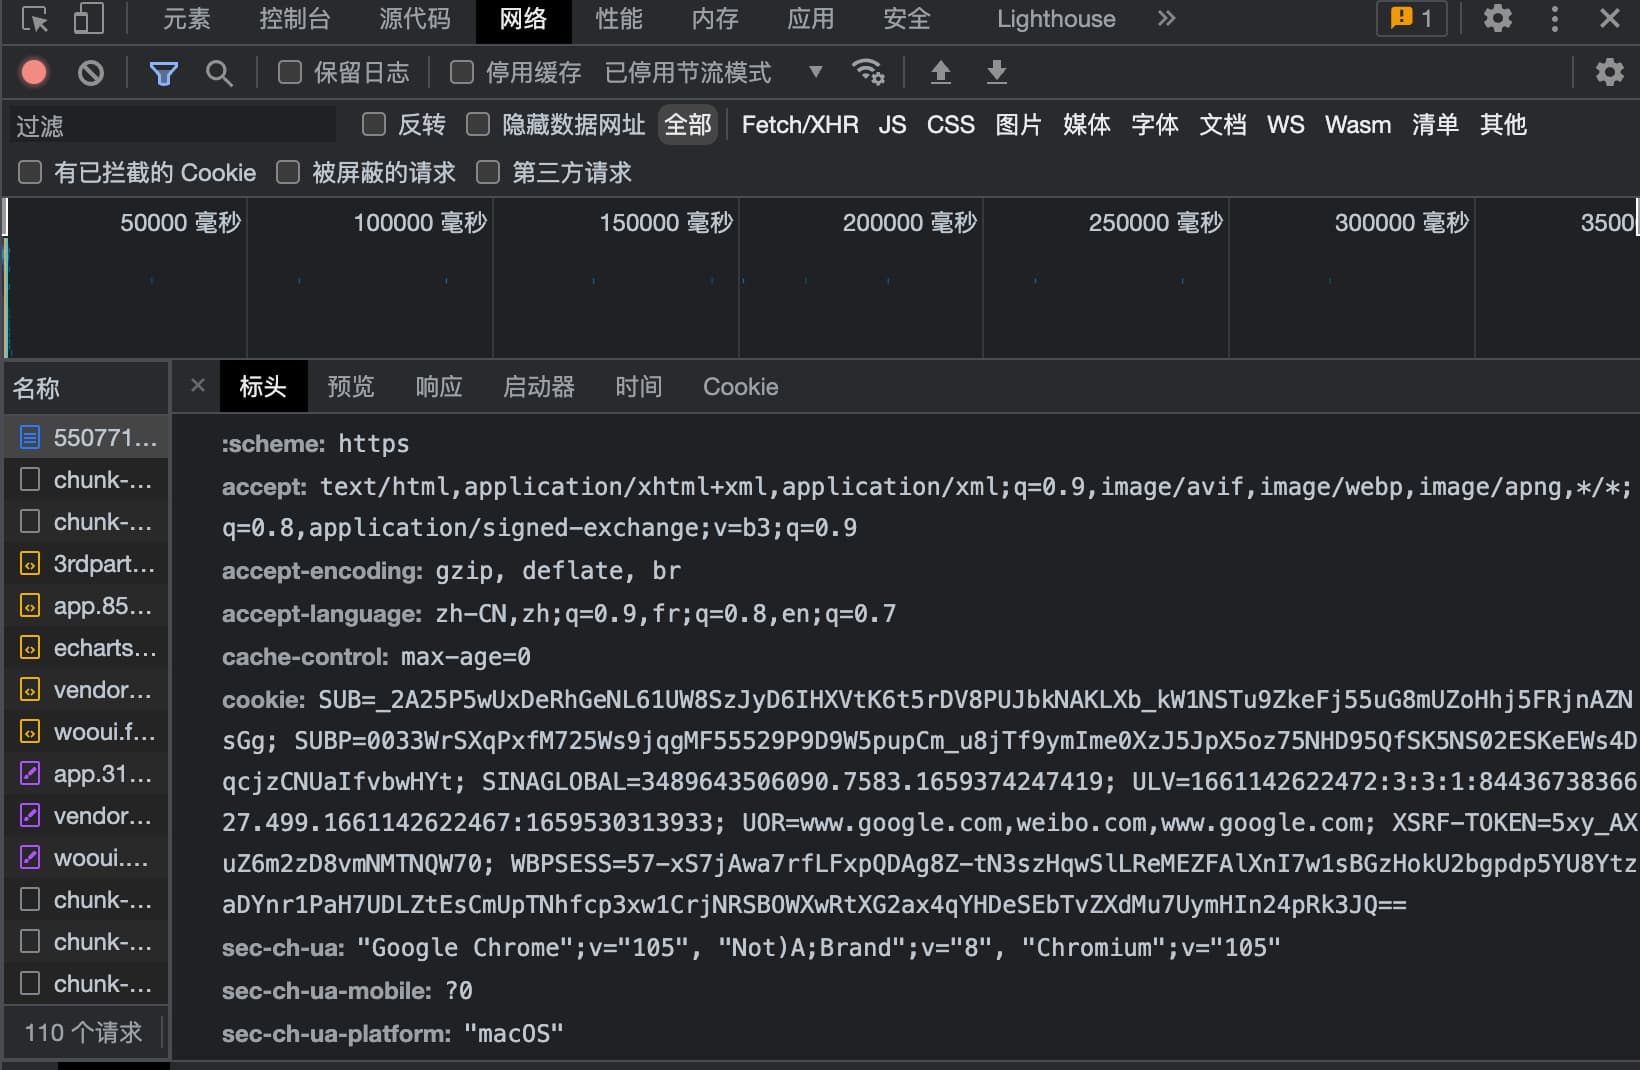 元素 控制台 源代码 网络 性能 内存 应用 安全 Lighthouse 1
保留日志 停用缓存 已停用节流模式
过滤 反转 隐藏数据网址 全部 Fetch/XHR JS CSS 图片 媒体 字体 文档 WS Wasm 清单 其他
有已拦截的 Cookie 被屏蔽的请求 第三方请求
50000 毫秒 100000 毫秒 150000 毫秒 200000 毫秒 250000 毫秒 300000 毫秒 3500
名称
550771...
chunk-...
chunk-...
3rdpart...
app.85...
echarts...
vendor...
wooui.f...
app.31...
vendor...
wooui....
chunk-...
chunk-...
chunk-...
110 个请求
标头 预览 响应 启动器 时间 Cookie
:scheme: https
accept: text/html,application/xhtml+xml,application/xml;q=0.9,image/avif,image/webp,image/apng,*/*;
q=0.8,application/signed-exchange;v=b3;q=0.9
accept-encoding: gzip, deflate, br
accept-language: zh-CN,zh;q=0.9,fr;q=0.8,en;q=0.7
cache-control: max-age=0
cookie: SUB=_2A25P5wUxDeRhGeNL61UW8SzJyD6IHXVtK6t5rDV8PUJbkNAKLXb_kW1NSTu9ZkeFj55uG8mUZoHhj5FRjnAZN
sGg; SUBP=0033WrSXqPxfM725Ws9jqgMF55529P9D9W5pupCm_u8jTf9ymIme0XzJ5JpX5oz75NHD95QfSK5NS02ESKeEWs4D
qcjzCNUaIfvbwHYt; SINAGLOBAL=3489643506090.7583.1659374247419; ULV=1661142622472:3:3:1:84436738366
27.499.1661142622467:1659530313933; UOR=www.google.com,weibo.com,www.google.com; XSRF-TOKEN=5xy_AX
uZ6m2zD8vmNMTNQW70; WBPSESS=57-xS7jAwa7rfLFxpQDAg8Z-tN3szHqwSlLReMEZFAlXnI7w1sBGzHokU2bgpdp5YU8Ytz
aDYnr1PaH7UDLZtEsCmUpTNhfcp3xw1CrjNRSBOWXwRtXG2ax4qYHDeSEbTvZXdMu7UymHIn24pRk3JQ==
sec-ch-ua: "Google Chrome";v="105", "Not)A;Brand";v="8", "Chromium";v="105"
sec-ch-ua-mobile: ?0
sec-ch-ua-platform: "macOS"